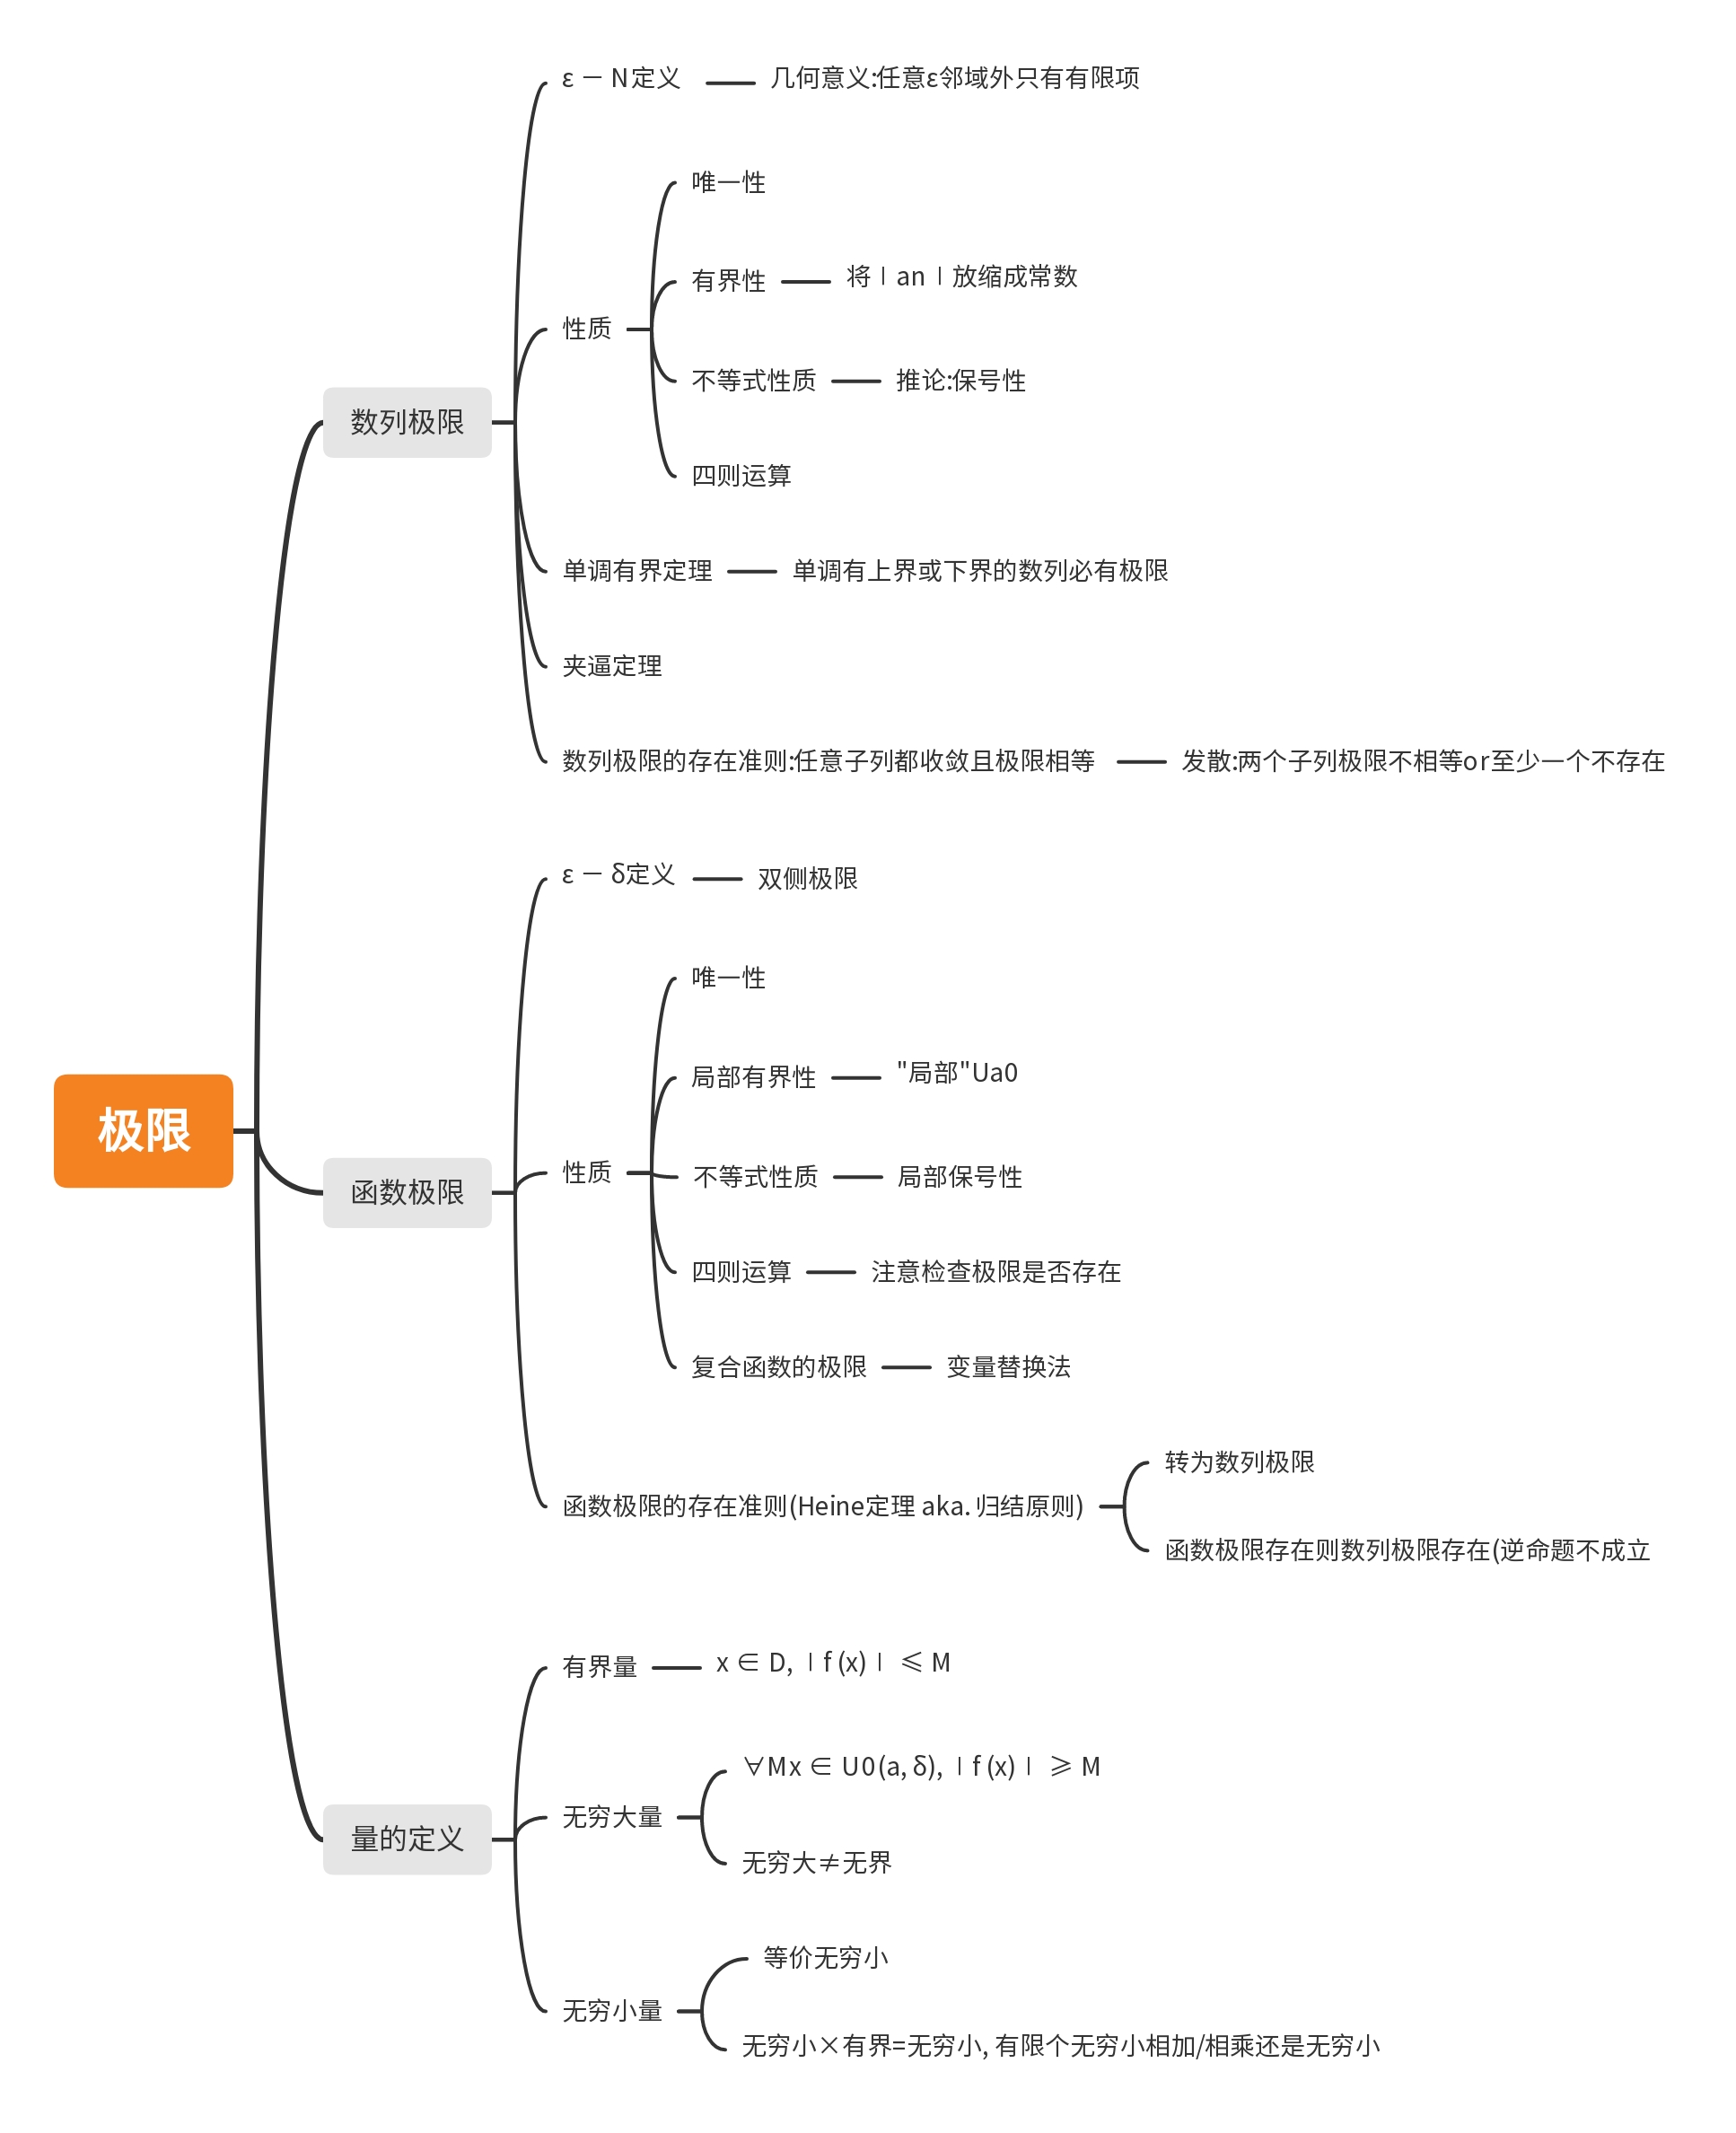 极限
数列极限
ε − N定义
几何意义:任意ε邻域外只有有限项
性质
唯一性
有界性
将∣an∣放缩成常数
不等式性质
推论:保号性
四则运算
单调有界定理
单调有上界或下界的数列必有极限
夹逼定理
数列极限的存在准则:任意子列都收敛且极限相等
发散:两个子列极限不相等or至少一个不存在
函数极限
ε − δ定义
双侧极限
性质
唯一性
局部有界性
"局部"Ua0
不等式性质
局部保号性
四则运算
注意检查极限是否存在
复合函数的极限
变量替换法
函数极限的存在准则(Heine定理 aka. 归结原则)
转为数列极限
函数极限存在则数列极限存在(逆命题不成立
量的定义
有界量
x ∈ D, ∣f (x)∣ ⩽ M
无穷大量
∀Mx ∈ U0(a, δ), ∣f (x)∣ ⩾ M
无穷大≠无界
无穷小量
等价无穷小
无穷小×有界=无穷小, 有限个无穷小相加/相乘还是无穷小